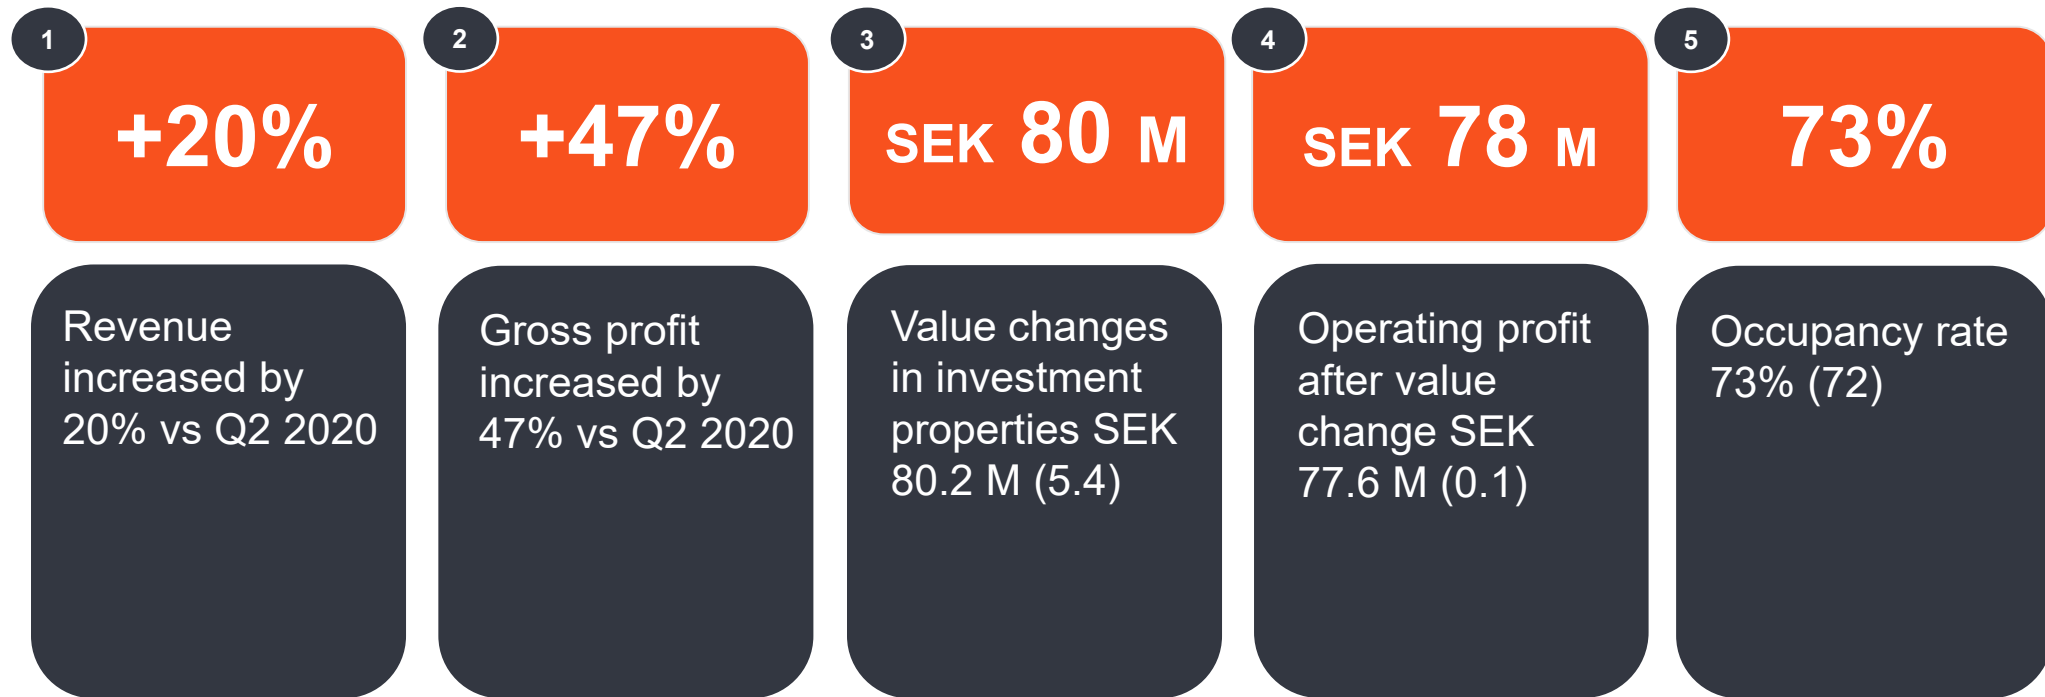 1
+20%
Revenue
increased by
20% vs Q2 2020
2
+47%
Gross profit
increased by
47% vs Q2 2020
3
SEK 80 M
Value changes
in investment
properties SEK
80.2 M (5.4)
4
SEK 78 M
Operating profit
after value
change SEK
77.6 M (0.1)
5
73%
Occupancy rate
73% (72)